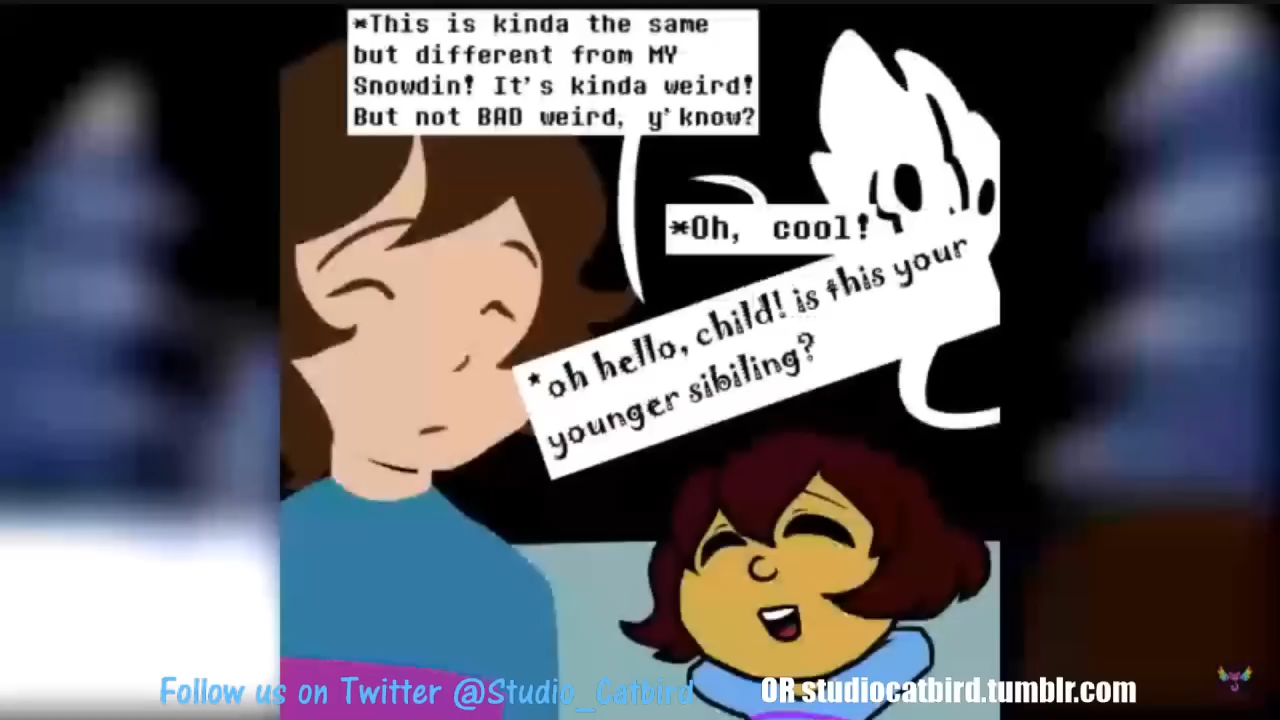 *This is kinda the same
but different from MY
Snowdin! It's kinda weird!
But not BAD weird, y'know?
*Oh, cool!
*oh hello, child! is this your
younger sibiling?
Follow us on Twitter @Studio_Catbird OR studiocatbird.tumblr.com